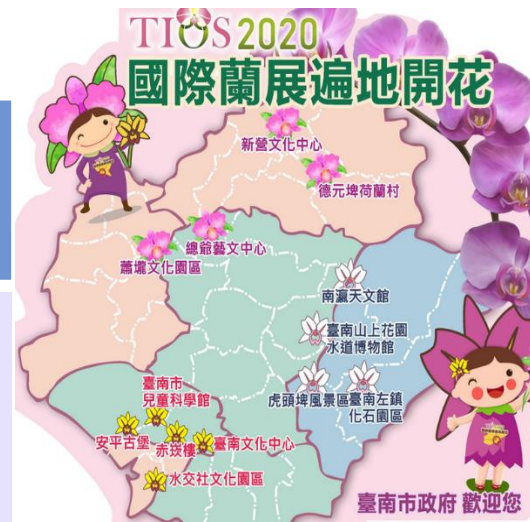 TIOS 2020
國際蘭展遍地開花
新營文化中心
德元埤荷蘭村
總爺藝文中心
蕭壠文化園區
南瀛天文館
臺南山上花園
水道博物館
虎頭埤風景區
臺南左鎮
化石園區
臺南市
兒童科學館
安平古堡
赤崁樓
臺南文化中心
水交社文化園區
臺南市政府 歡迎您